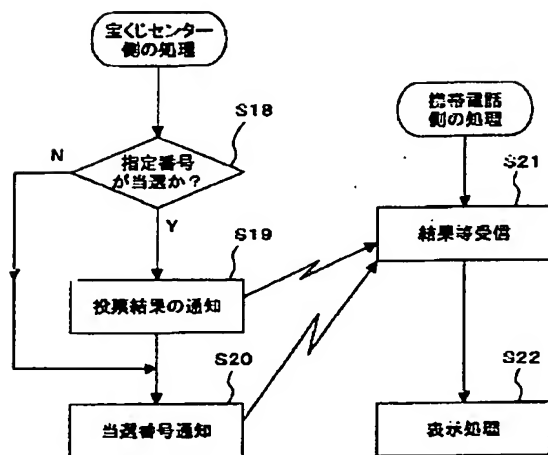 宝くじセンター
側の処理
S18
N
指定番号
が当選か？
Y
S19
投票結果の通知
S20
当選番号通知
携帯電話
側の処理
S21
結果等受信
S22
表示処理